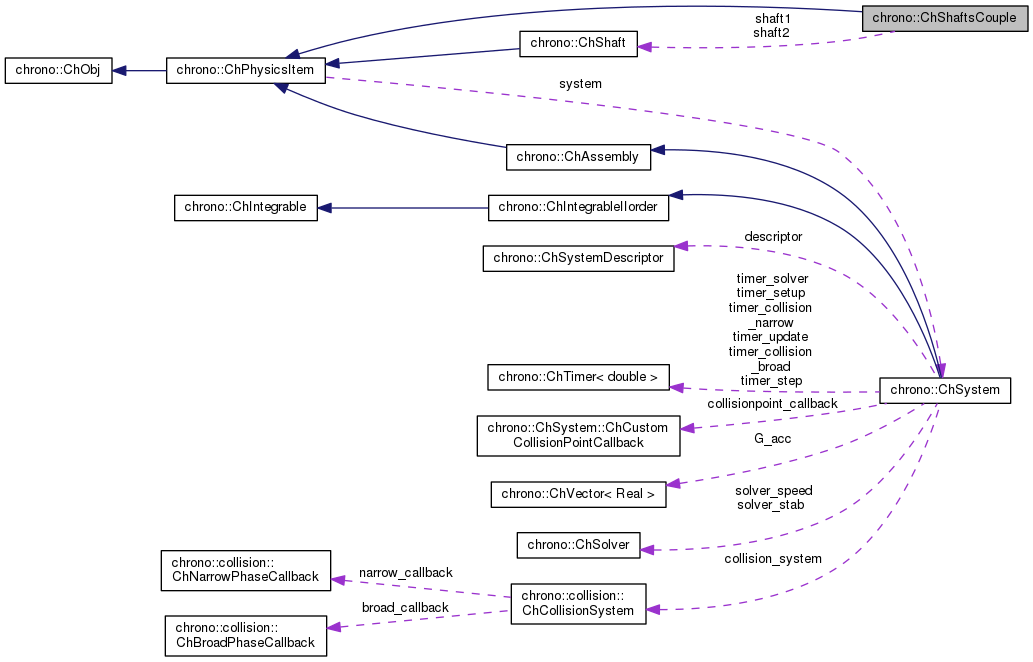 chrono::ChShaftsCouple
shaft1
shaft2
chrono::ChShaft
chrono::ChObj
chrono::ChPhysicsItem
system
chrono::ChAssembly
chrono::ChIntegrable
chrono::ChIntegrableIIorder
descriptor
chrono::ChSystemDescriptor
timer_solver
timer_setup
timer_collision
_narrow
timer_update
timer_collision
_broad
timer_step
chrono::ChTimer< double >
chrono::ChSystem
collisionpoint_callback
chrono::ChSystem::ChCustom
CollisionPointCallback
G_acc
chrono::ChVector< Real >
solver_speed
solver_stab
chrono::ChSolver
collision_system
chrono::collision::
ChNarrowPhaseCallback
narrow_callback
chrono::collision::
ChCollisionSystem
broad_callback
chrono::collision::
ChBroadPhaseCallback